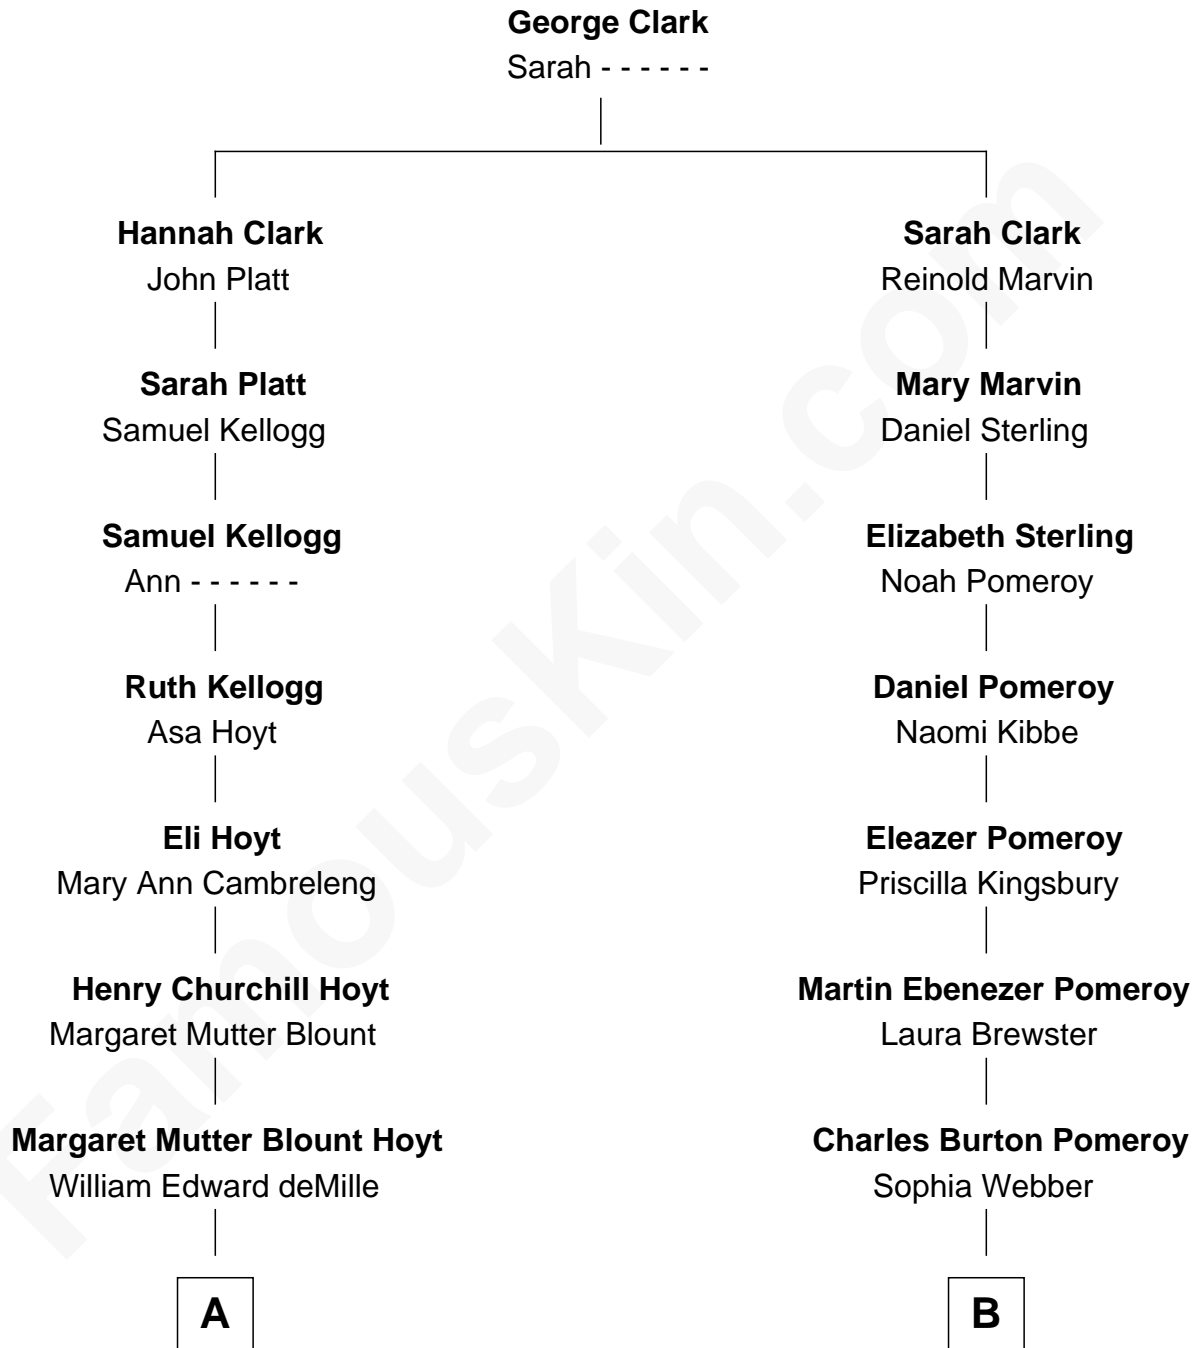 George Clark
Sarah - - - - - -
Hannah Clark
John Platt
Sarah Platt
Samuel Kellogg
Samuel Kellogg
Ann - - - - - -
Ruth Kellogg
Asa Hoyt
Eli Hoyt
Mary Ann Cambreleng
Henry Churchill Hoyt
Margaret Mutter Blount
Margaret Mutter Blount Hoyt
William Edward deMille
A
Sarah Clark
Reinold Marvin
Mary Marvin
Daniel Sterling
Elizabeth Sterling
Noah Pomeroy
Daniel Pomeroy
Naomi Kibbe
Eleazer Pomeroy
Priscilla Kingsbury
Martin Ebenezer Pomeroy
Laura Brewster
Charles Burton Pomeroy
Sophia Webber
B
FamousKin.com